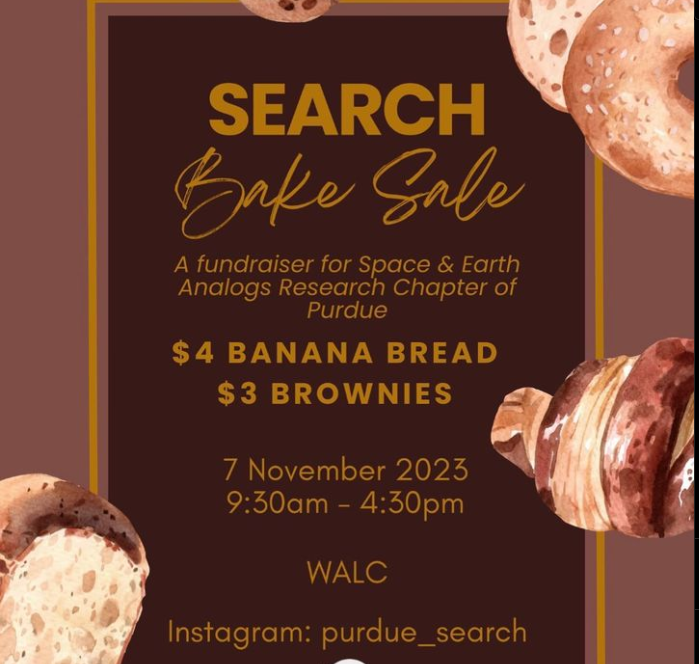 SEARCH
Bake Sale
A fundraiser for Space & Earth
Analogs Research Chapter of
Purdue
$4 BANANA BREAD
$3 BROWNIES
7 November 2023
9:30am - 4:30pm
WALC
Instagram: purdue_search